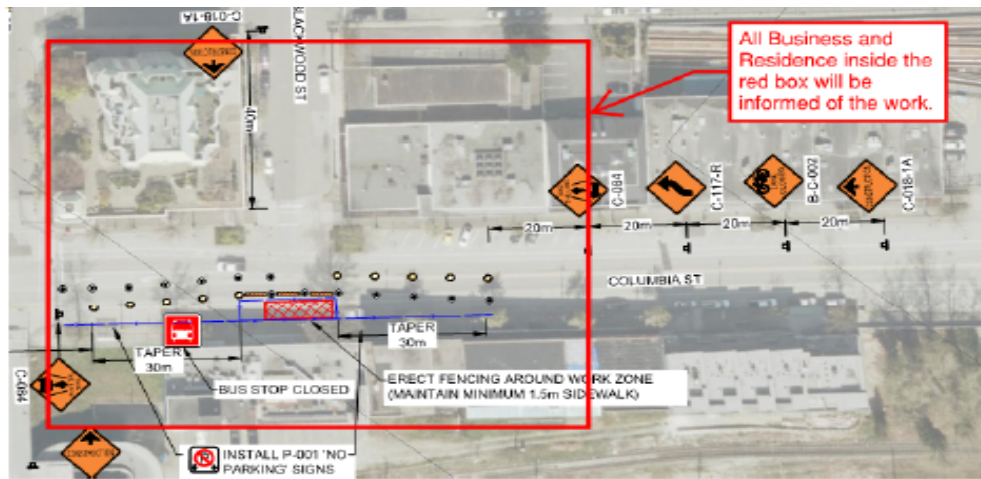 C-018-1A
BLACKWOOD ST
40m
All Business and
Residence inside the
red box will be
informed of the work.
C-084
C-117-R
B-C-002
C-018-1A
20m
20m
20m
20m
COLUMBIA ST
TAPER
30m
TAPER
30m
C-084
BUS STOP CLOSED
ERECT FENCING AROUND WORK ZONE
(MAINTAIN MINIMUM 1.5m SIDEWALK)
INSTALL P-001 'NO
PARKING' SIGNS